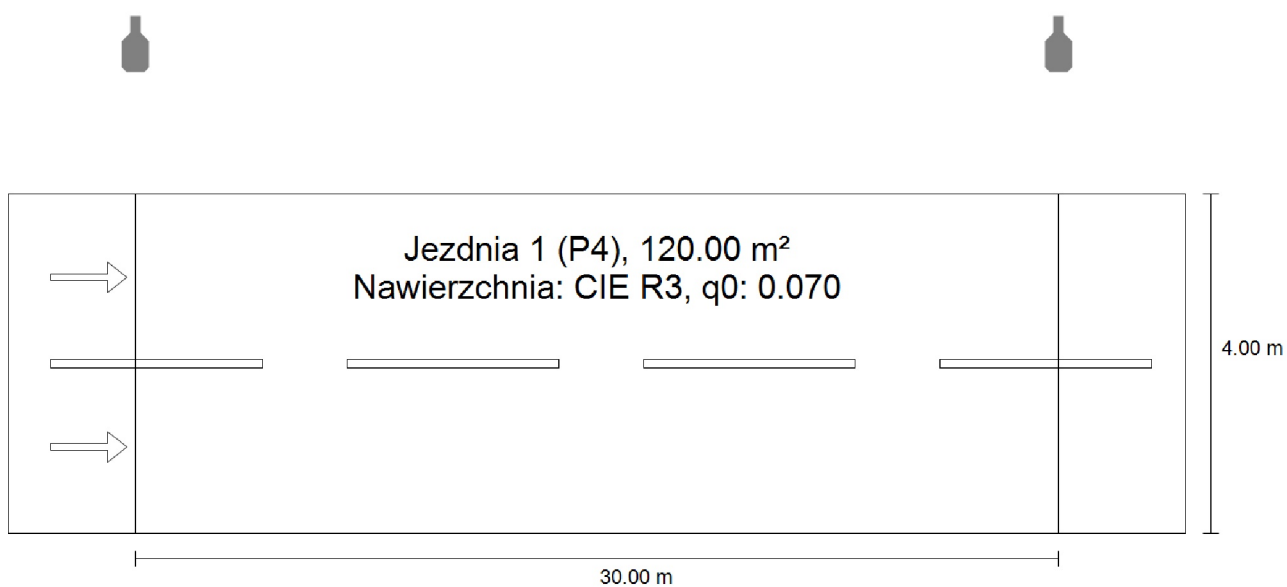 Jezdnia 1 (P4), 120.00 m²
Nawierzchnia: CIE R3, q0: 0.070
4.00 m
30.00 m